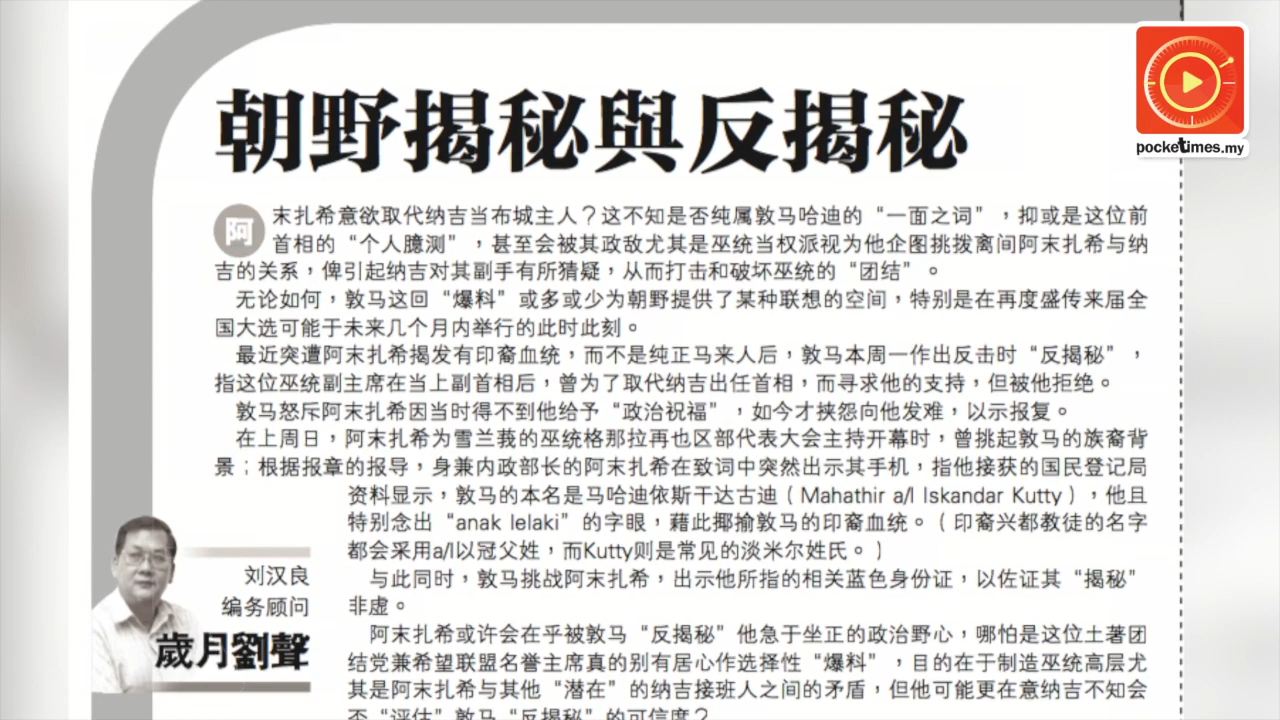 朝野揭秘與反揭秘
pocketimes.my
阿末扎希意欲取代纳吉当布城主人？这不知是否纯属敦马哈迪的“一面之词”，抑或是这位前
首相的“个人臆测”，甚至会被其政敌尤其是巫统当权派视为他企图挑拨离间阿末扎希与纳
吉的关系，俾引起纳吉对其副手有所猜疑，从而打击和破坏巫统的“团结”。
无论如何，敦马这回“爆料”或多或少为朝野提供了某种联想的空间，特别是在再度盛传来届全
国大选可能于未来几个月内举行的此时此刻。
最近突遭阿末扎希揭发有印裔血统，而不是纯正马来人后，敦马本周一作出反击时“反揭秘”，
指这位巫统副主席在当上副首相后，曾为了取代纳吉出任首相，而寻求他的支持，但被他拒绝。
敦马怒斥阿末扎希因当时得不到他给予“政治祝福”，如今才挟怨向他发难，以示报复。
在上周日，阿末扎希为雪兰莪的巫统格那拉再也区部代表大会主持开幕时，曾挑起敦马的族裔背
景；根据报章的报导，身兼内政部长的阿末扎希在致词中突然出示其手机，指他接获的国民登记局
资料显示，敦马的本名是马哈迪依斯干达古迪（Mahathir a/l Iskandar Kutty），他且
特别念出“anak lelaki”的字眼，藉此揶揄敦马的印裔血统。（印裔兴都教徒的名字
都会采用a/l以冠父姓，而Kutty则是常见的淡米尔姓氏。）
与此同时，敦马挑战阿末扎希，出示他所指的相关蓝色身份证，以佐证其“揭秘”
非虚。
阿末扎希或许会在乎被敦马“反揭秘”他急于坐正的政治野心，哪怕是这位土著团
结党兼希望联盟名誉主席真的别有居心作选择性“爆料”，目的在于制造巫统高层尤
其是阿末扎希与其他“潜在”的纳吉接班人之间的矛盾，但他可能更在意纳吉不知会
否“评估”敦马“反揭秘”的可信度？
刘汉良
编务顾问
歲月劉聲